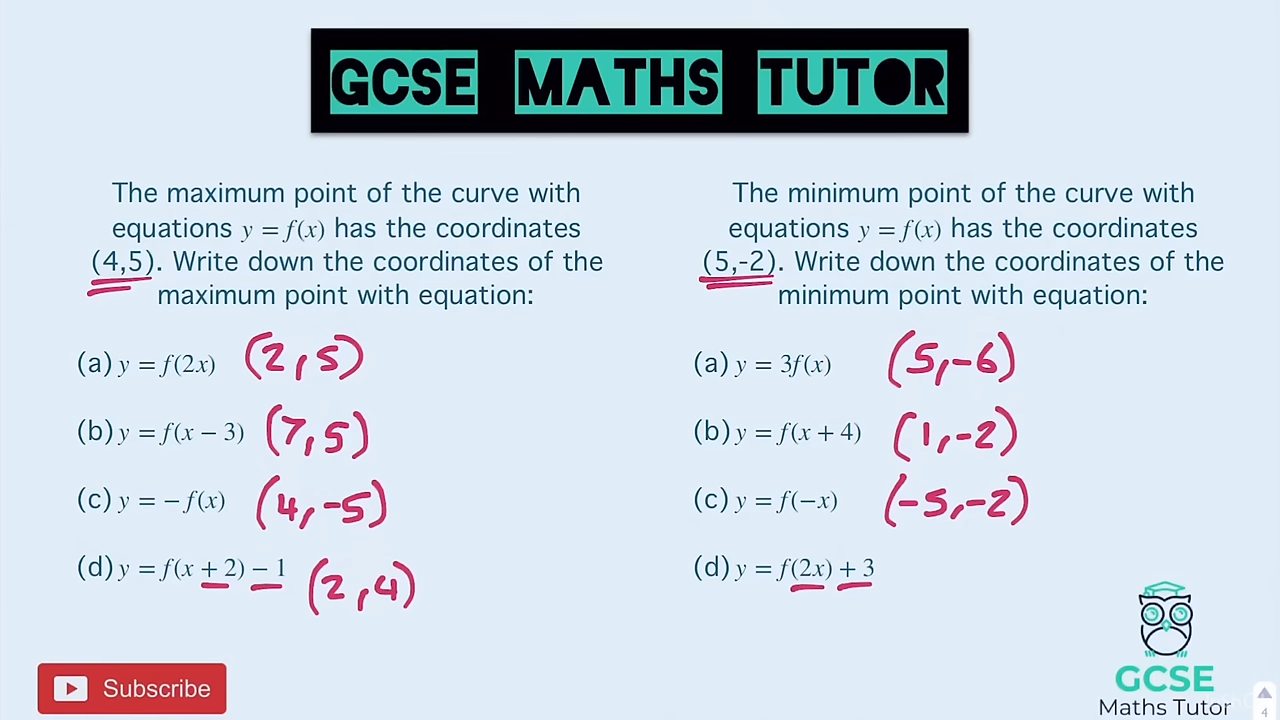 GCSE MATHS TUTOR
The maximum point of the curve with
equations y = f(x) has the coordinates
(4,5). Write down the coordinates of the
maximum point with equation:
(a) y = f(2x) (2,5)
(b) y = f(x − 3) (7,5)
(c) y = −f(x) (4,-5)
(d) y = f(x + 2) − 1 (2,4)
The minimum point of the curve with
equations y = f(x) has the coordinates
(5,-2). Write down the coordinates of the
minimum point with equation:
(a) y = 3f(x) (5,-6)
(b) y = f(x + 4) (1,-2)
(c) y = f(−x) (-5,-2)
(d) y = f(2x) + 3
Subscribe
GCSE
Maths Tutor
4